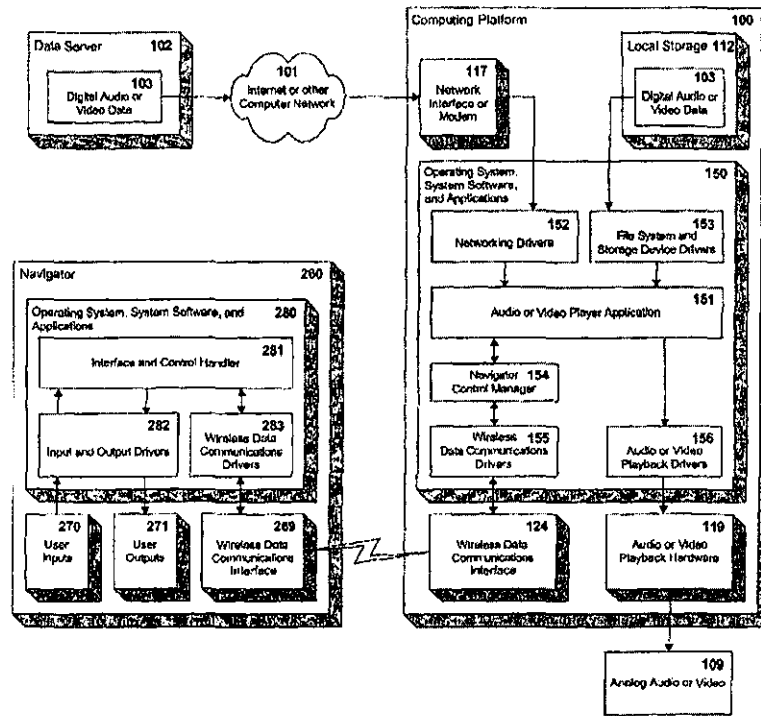 Computing Platform 100
Data Server 102
103
Digital Audio or
Video Data
101
Internet or other
Computer Network
117
Network
Interface or
Modem
Local Storage 112
103
Digital Audio or
Video Data
Operating System,
System Software,
and Applications
150
152
Networking Drivers
153
File System and
Storage Device Drivers
151
Audio or Video Player Application
Navigator 154
Control Manager
Wireless 155
Data Communications
Drivers
156
Audio or Video
Playback Drivers
124
Wireless Data
Communications
Interface
119
Audio or Video
Playback Hardware
109
Analog Audio or Video
Navigator 260
Operating System, System Software, and
Applications
280
281
Interface and Control Handler
282
Input and Output Drivers
283
Wireless Data
Communications
Drivers
270
User
Inputs
271
User
Outputs
269
Wireless Data
Communications
Interface